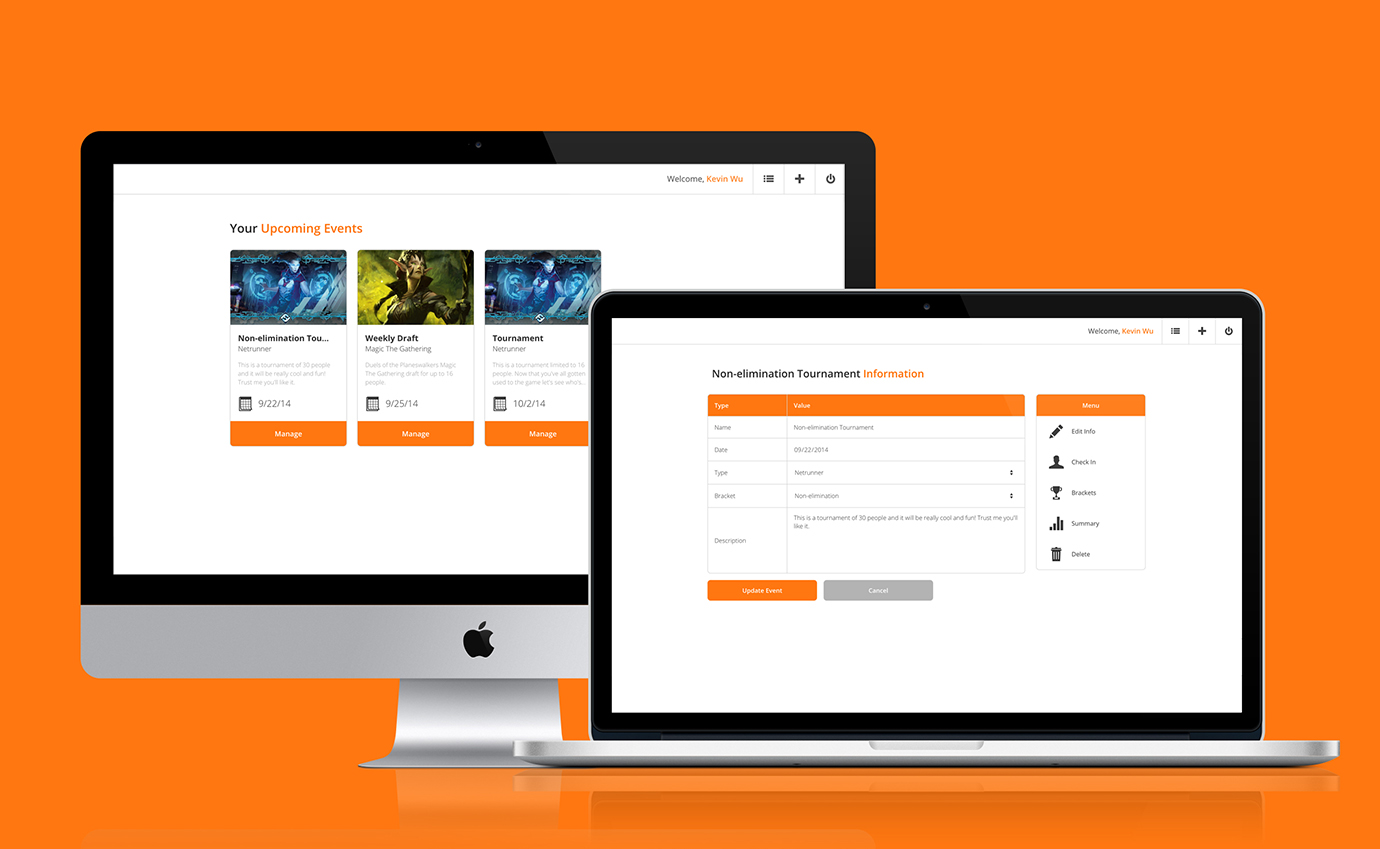 Welcome, Kevin Wu
Your Upcoming Events
Non-elimination Tou...
Netrunner
This is a tournament of 30 people
and it will be really cool and fun!
Trust me you'll like it.
9/22/14
Manage
Weekly Draft
Magic The Gathering
Duels of the Planeswalkers Magic
The Gathering draft for up to 16
people.
9/25/14
Manage
Tournament
Netrunner
This is a tournament limited to 16
people. Now that you've all gotten
used to the game let's see who's...
10/2/14
Manage
Welcome, Kevin Wu
Non-elimination Tournament Information
Type Value
Name Non-elimination Tournament
Date 09/22/2014
Type Netrunner
Bracket Non-elimination
Description
This is a tournament of 30 people and it will be really cool and fun! Trust me you'll
like it.
Update Event Cancel
Menu
Edit Info
Check In
Brackets
Summary
Delete